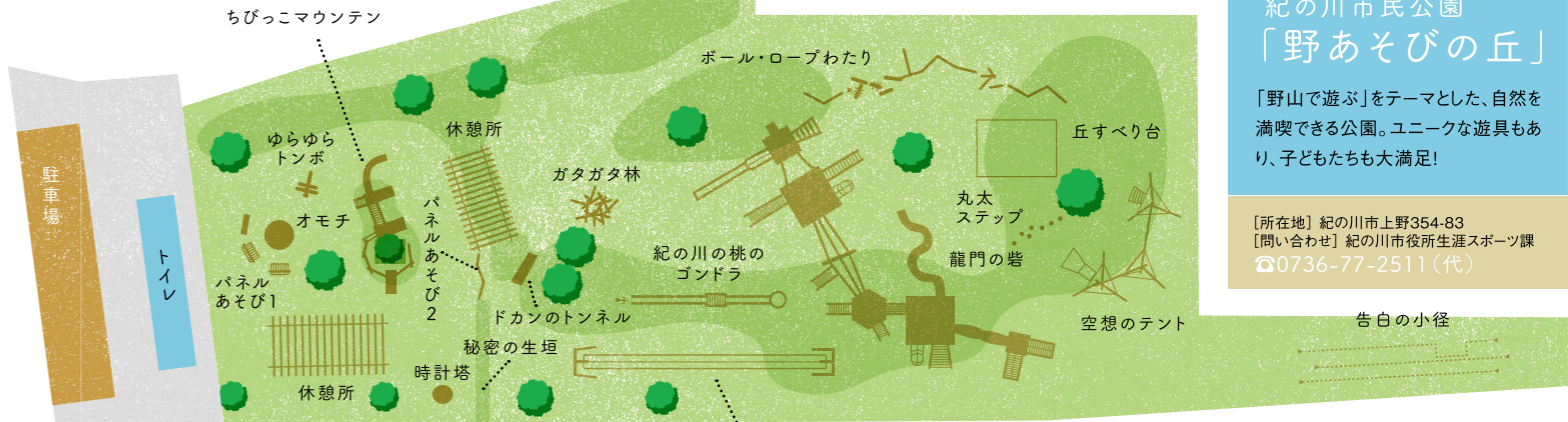 ちびっこマウンテン
ボール・ロープわたり
休憩所
ゆらゆら
トンボ
ガタガタ林
丘すべり台
駐車場
オモチ
パネルあそび2
丸太
ステップ
紀の川の桃の
ゴンドラ
龍門の砦
トイレ
パネル
あそび1
ドカンのトンネル
空想のテント
秘密の生垣
時計塔
休憩所
告白の小径
紀の川市民公園
「野あそびの丘」
「野山で遊ぶ」をテーマとした、自然を
満喫できる公園。ユニークな遊具もあ
り、子どもたちも大満足!
[所在地] 紀の川市上野354-83
[問い合わせ] 紀の川市役所生涯スポーツ課
☎0736-77-2511(代)